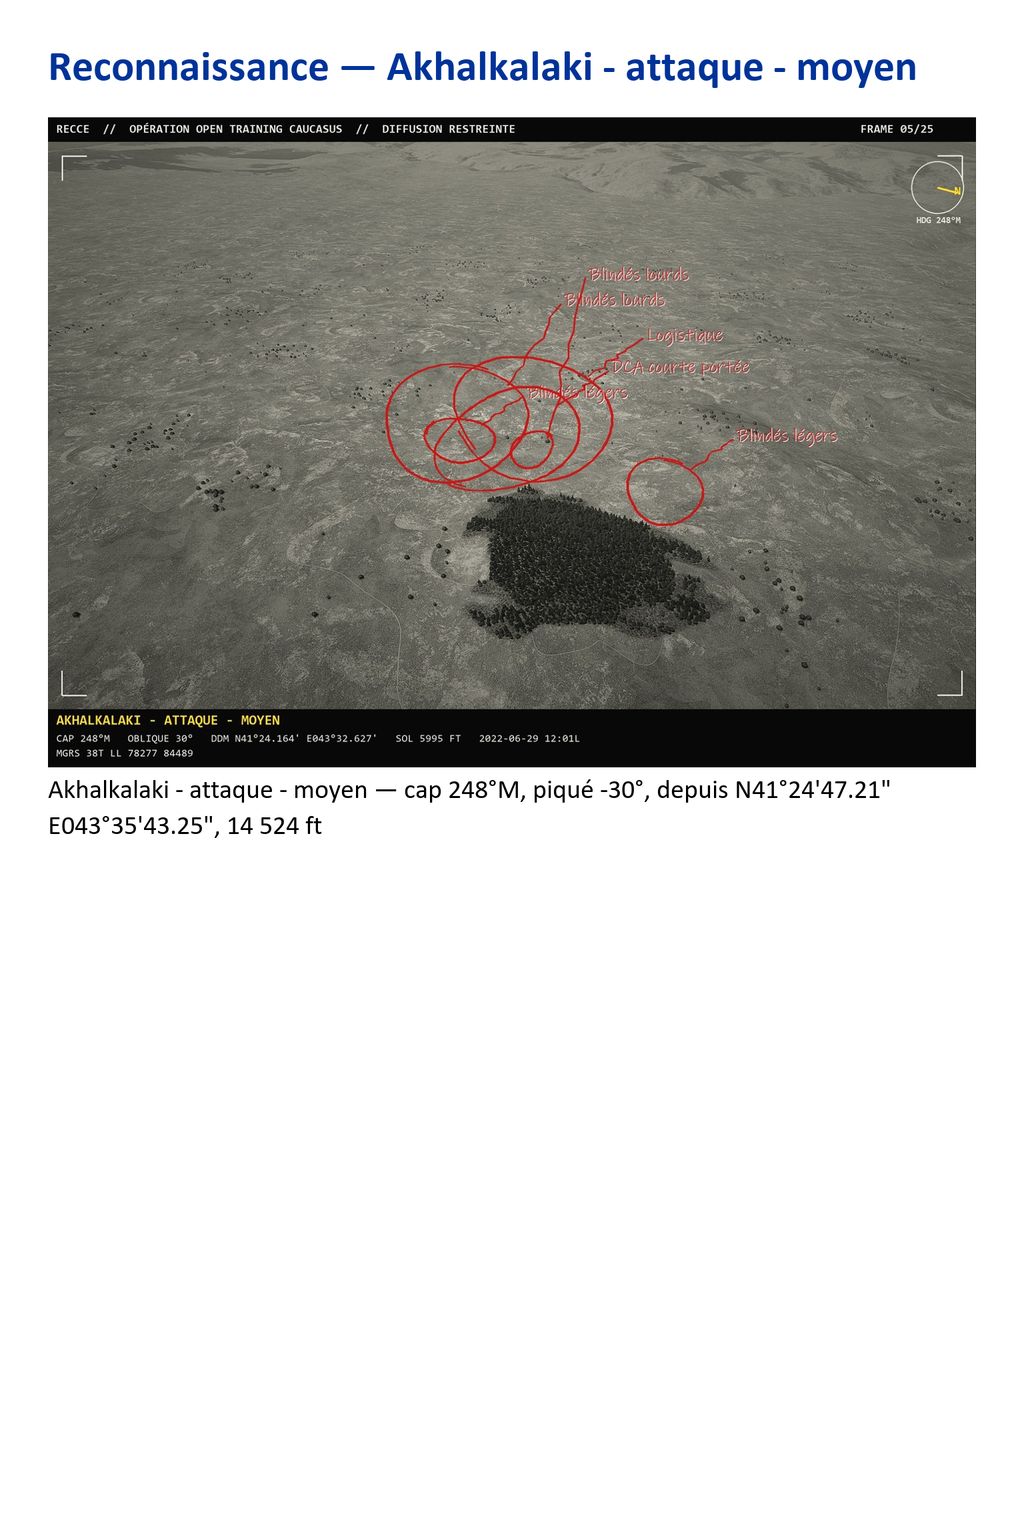 Reconnaissance — Akhalkalaki - attaque - moyen
RECCE // OPÉRATION OPEN TRAINING CAUCASUS // DIFFUSION RESTREINTE
FRAME 05/25
N
HDG 248°M
Blindés lourds
Blindés lourds
Logistique
DCA courte portée
Blindés légers
Blindés légers
AKHALKALAKI - ATTAQUE - MOYEN
CAP 248°M OBLIQUE 30° DDM N41°24.164' E043°32.627' SOL 5995 FT 2022-06-29 12:01L
MGRS 38T LL 78277 84489
Akhalkalaki - attaque - moyen — cap 248°M, piqué -30°, depuis N41°24'47.21"
E043°35'43.25", 14 524 ft